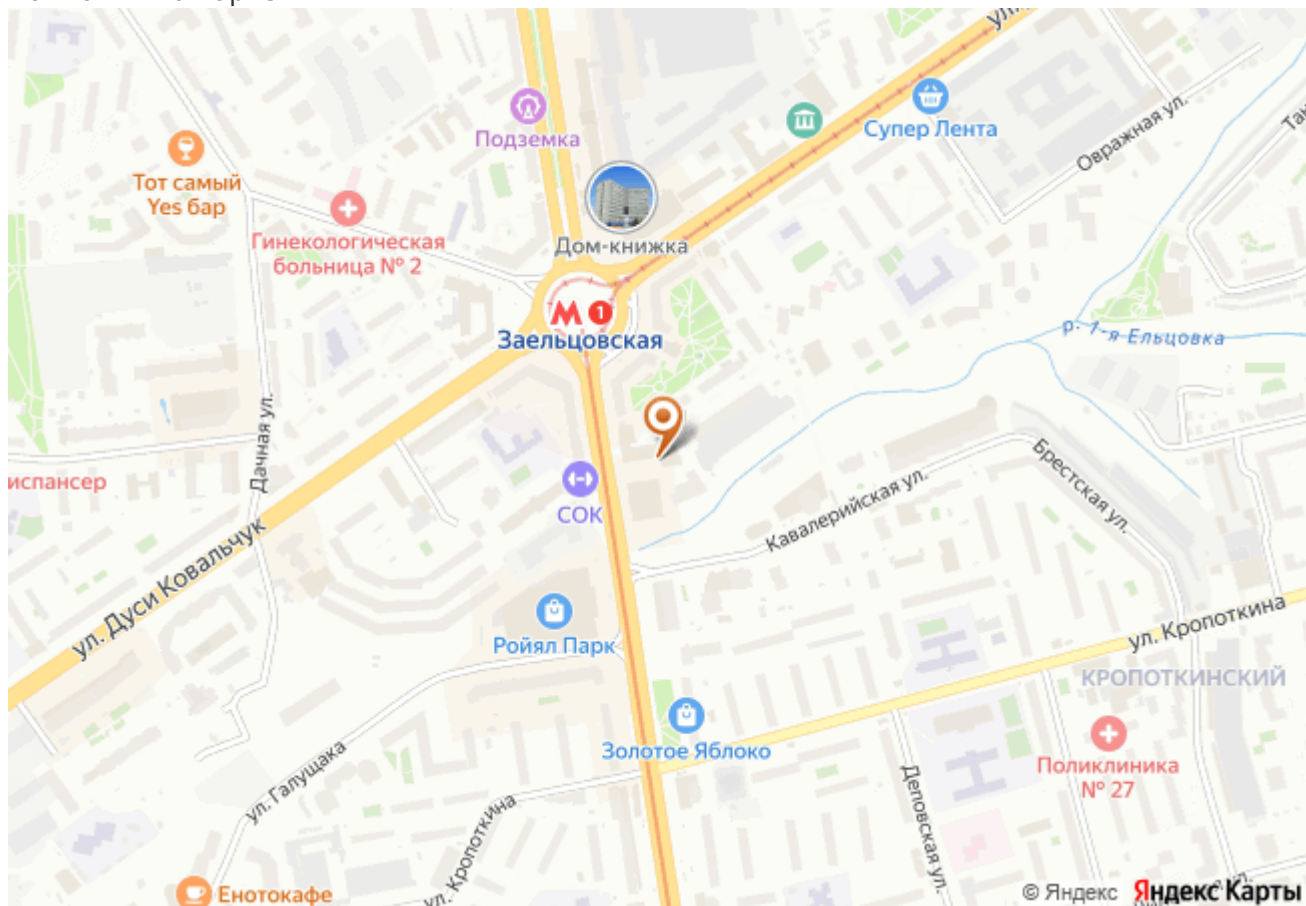 ул.
Супер Лента
Овражная ул.
Подземка
Тот самый
Yes бар
Гинекологическая
больница № 2
Дом-книжка
М 1
Заельцовская
р. 1-я Ельцовка
Дачная ул.
испансер
СОК
Кавалерийская ул.
Брестская ул.
ул. Дуси Ковальчук
Ройял Парк
ул. Кропоткина
КРОПОТКИНСКИЙ
Золотое Яблоко
Поликлиника
№ 27
ул. Галущака
Деповская ул.
ул. Кропоткина
Енотокафе
© Яндекс Яндекс Карты